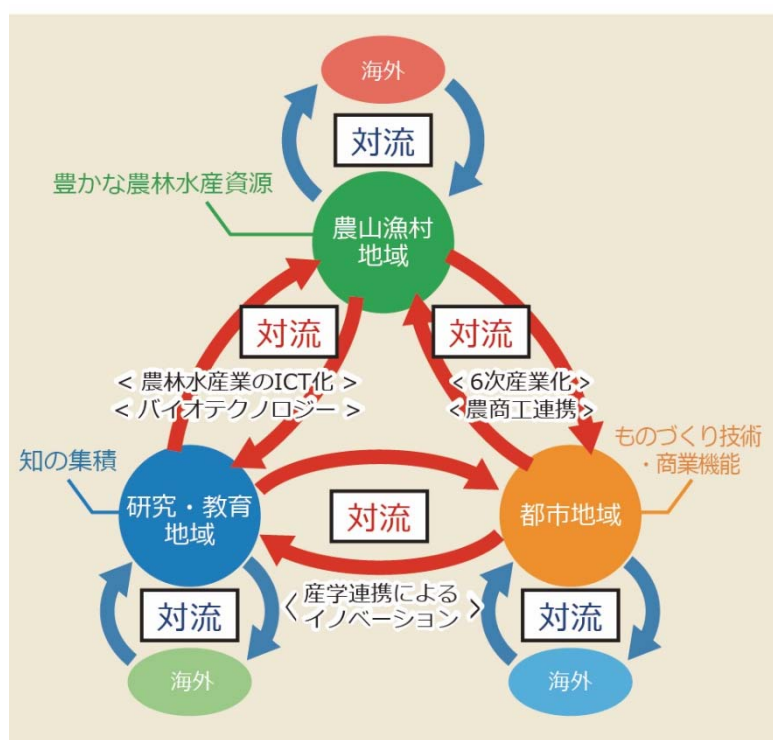 海外
対流
豊かな農林水産資源
農山漁村
地域
対流
対流
< 農林水産業のICT化 >
< バイオテクノロジー >
<6次産業化>
<農商工連携>
ものづくり技術
・商業機能
知の集積
研究・教育
地域
対流
都市地域
<産学連携による
イノベーション>
対流
対流
海外
海外